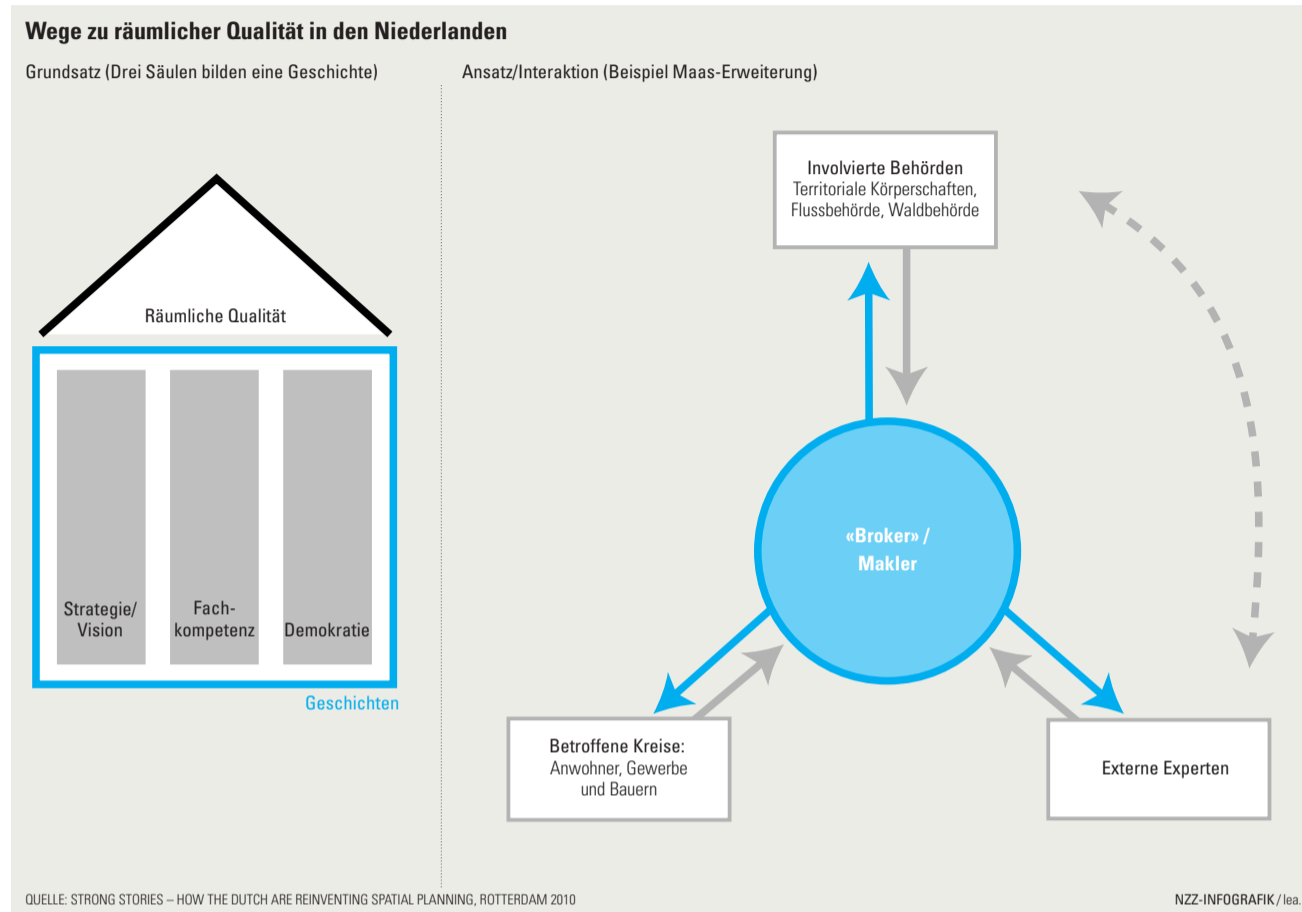 Wege zu räumlicher Qualität in den Niederlanden
Grundsatz (Drei Säulen bilden eine Geschichte)
Räumliche Qualität
Strategie/
Vision
Fach-
kompetenz
Demokratie
Geschichten
Ansatz/Interaktion (Beispiel Maas-Erweiterung)
Involvierte Behörden
Territoriale Körperschaften,
Flussbehörde, Waldbehörde
«Broker» /
Makler
Betroffene Kreise:
Anwohner, Gewerbe
und Bauern
Externe Experten
QUELLE: STRONG STORIES – HOW THE DUTCH ARE REINVENTING SPATIAL PLANNING, ROTTERDAM 2010
NZZ-INFOGRAFIK / lea.